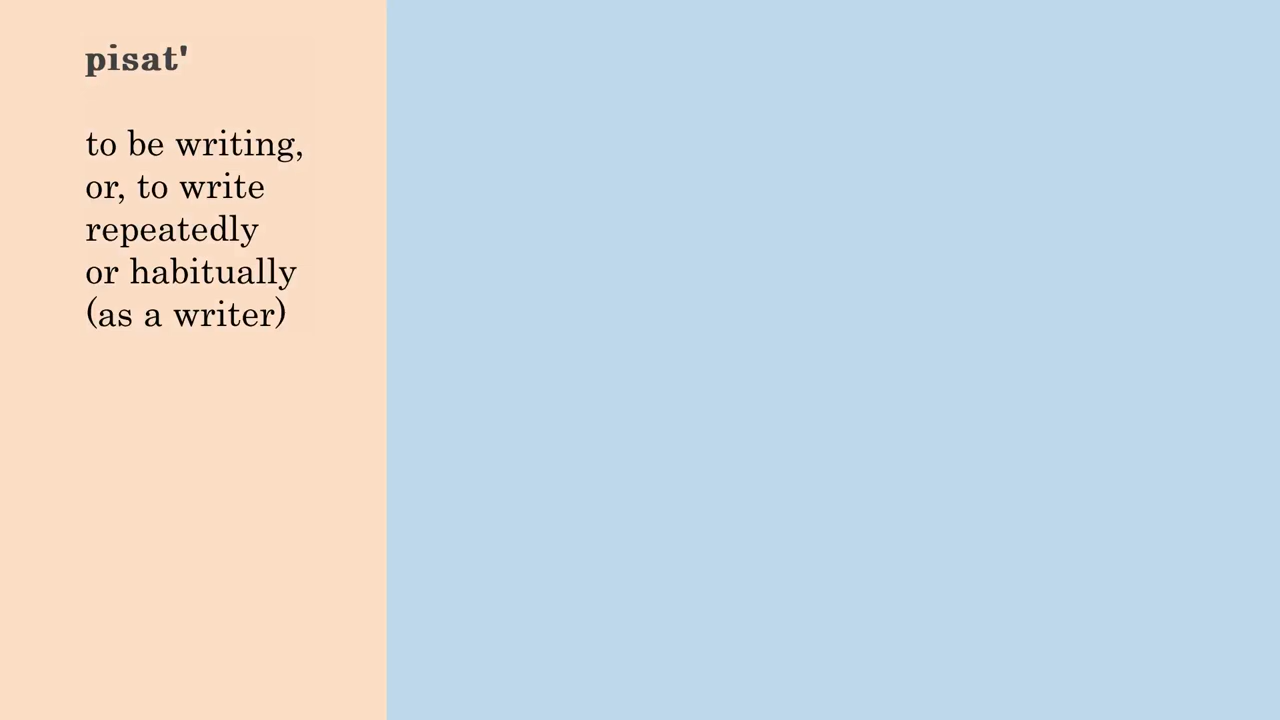 pisat'
to be writing,
or, to write
repeatedly
or habitually
(as a writer)